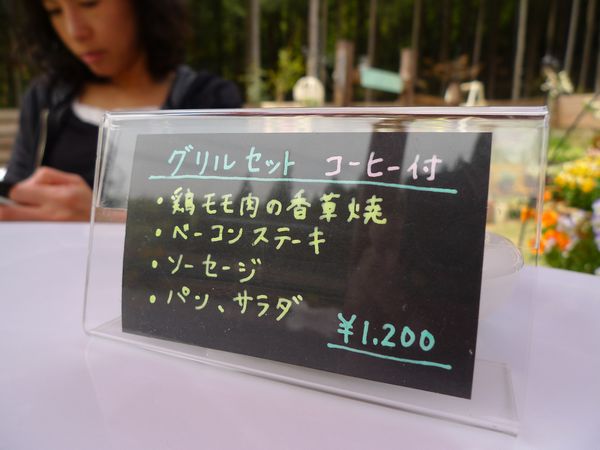 グリルセット コーヒー付
・鶏モモ肉の香草焼
・ベーコンステーキ
・ソーセージ
・パン、サラダ
¥1.200